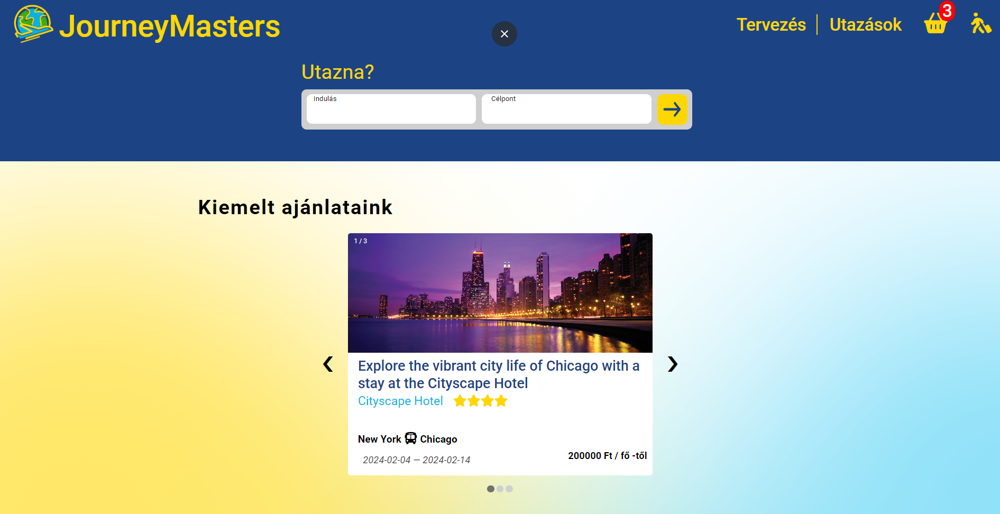 JourneyMasters
Tervezés
Utazások
3
Utazna?
Indulás
Célpont
Kiemelt ajánlataink
1 / 3
Explore the vibrant city life of Chicago with a
stay at the Cityscape Hotel
Cityscape Hotel
New York Chicago
2024-02-04 — 2024-02-14
200000 Ft / fő -től